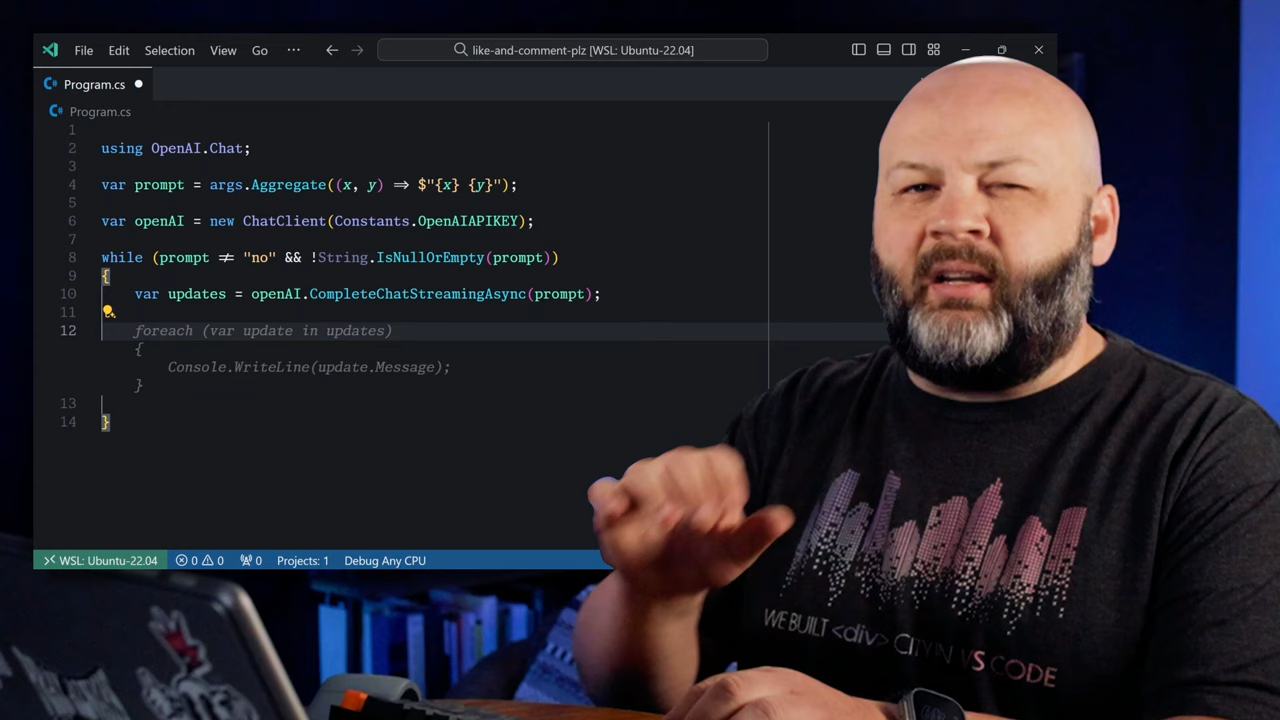 File Edit Selection View Go ··· like-and-comment-plz [WSL: Ubuntu-22.04]
Program.cs
Program.cs
1
2 using OpenAI.Chat;
3
4 var prompt = args.Aggregate((x, y) => $"{x} {y}");
5
6 var openAI = new ChatClient(Constants.OpenAIAPIKEY);
7
8 while (prompt != "no" && !String.IsNullOrEmpty(prompt))
9 {
10 var updates = openAI.CompleteChatStreamingAsync(prompt);
11
12 foreach (var update in updates)
{
Console.WriteLine(update.Message);
}
13
14 }
WSL: Ubuntu-22.04 0 0 0 Projects: 1 Debug Any CPU
WE BUILT <div> CITY IN VS CODE